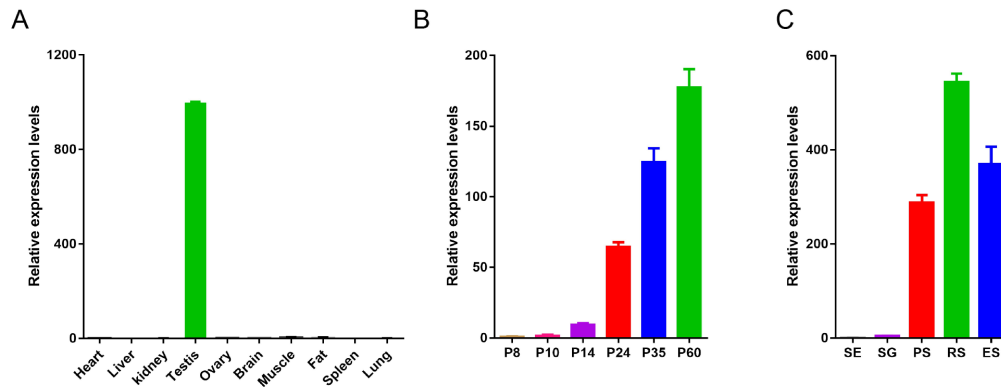 A
Relative expression levels
1200
800
400
0
Heart
Liver
kidney
Testis
Ovary
Brain
Muscle
Fat
Spleen
Lung
B
Relative expression levels
200
150
100
50
0
P8 P10 P14 P24 P35 P60
C
Relative expression levels
600
400
200
0
SE SG PS RS ES